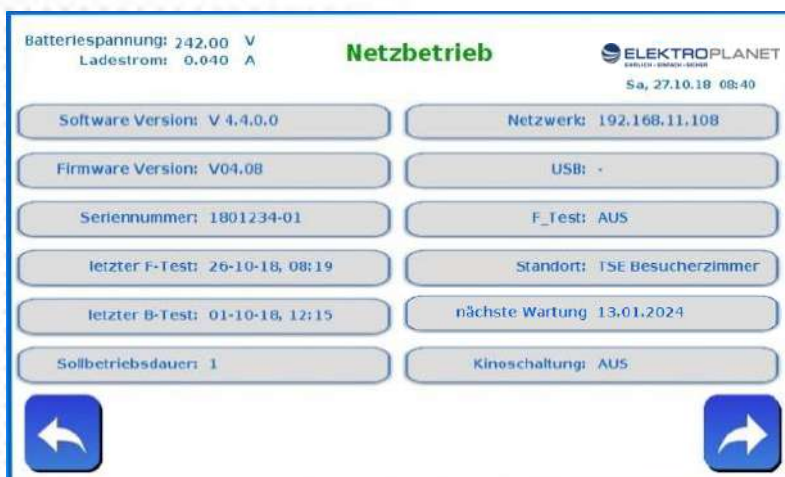 Batteriespannung: 242.00 V
Ladestrom: 0.040 A
Netzbetrieb
ELEKTROPLANET
EHRLICH - EINFACH - SICHER
Sa, 27.10.18 08:40
Software Version: V 4.4.0.0
Netzwerk: 192.168.11.108
Firmware Version: V04.08
USB: -
Seriennummer: 1801234-01
F_Test: AUS
letzter F-Test: 26-10-18, 08:19
Standort: TSE Besucherzimmer
letzter B-Test: 01-10-18, 12:15
nächste Wartung 13.01.2024
Sollbetriebsdauer: 1
Kinoschaltung: AUS